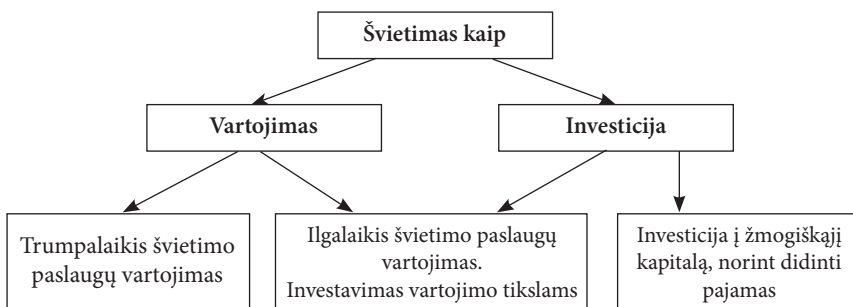 Švietimas kaip
Vartojimas
Investicija
Trumpalaikis švietimo
paslaugų vartojimas
Ilgalaikis švietimo paslaugų
vartojimas.
Investavimas vartojimo tikslams
Investicija į žmogiškąjį
kapitalą, norint didinti
pajamas